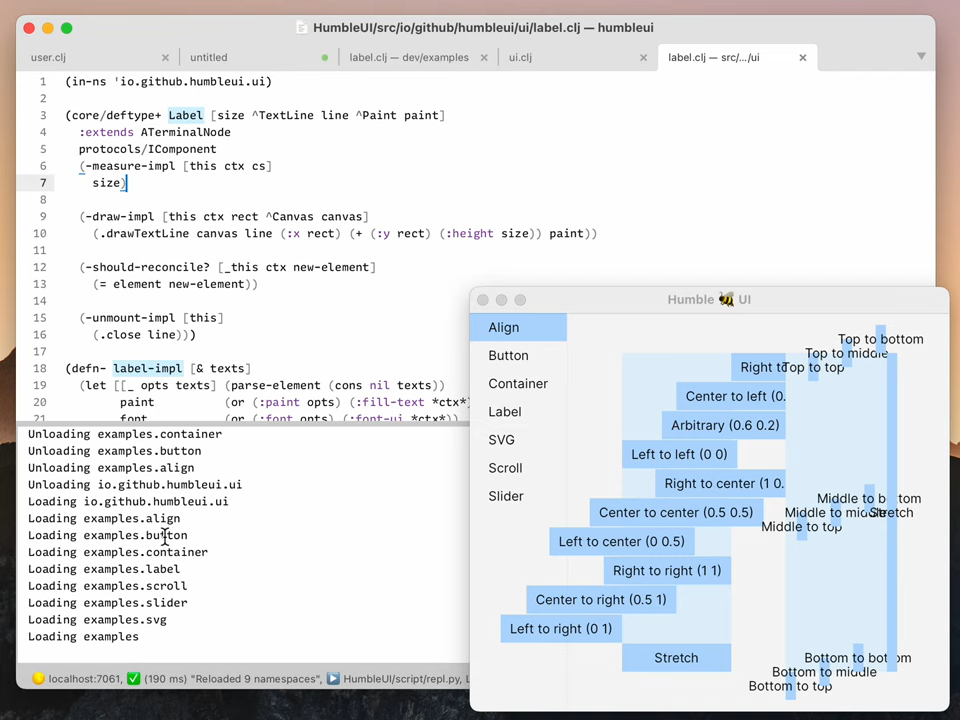 HumbleUI/src/io/github/humbleui/ui/label.clj — humbleui
user.clj
untitled
label.clj — dev/examples
ui.clj
label.clj — src/…/ui
1 (in-ns 'io.github.humbleui.ui)
2
3 (core/deftype+ Label [size ^TextLine line ^Paint paint]
4 :extends ATerminalNode
5 protocols/IComponent
6 (-measure-impl [this ctx cs]
7 size)
8
9 (-draw-impl [this ctx rect ^Canvas canvas]
10 (.drawTextLine canvas line (:x rect) (+ (:y rect) (:height size)) paint))
11
12 (-should-reconcile? [_this ctx new-element]
13 (= element new-element))
14
15 (-unmount-impl [this]
16 (.close line)))
17
18 (defn- label-impl [& texts]
19 (let [[_ opts texts] (parse-element (cons nil texts))
20 paint (or (:paint opts) (:fill-text *ctx*)
21 font (or (:font opts) (:font-ui *ctx*)
Unloading examples.container
Unloading examples.button
Unloading examples.align
Unloading io.github.humbleui.ui
Loading io.github.humbleui.ui
Loading examples.align
Loading examples.button
Loading examples.container
Loading examples.label
Loading examples.scroll
Loading examples.slider
Loading examples.svg
Loading examples
localhost:7061, ✅ (190 ms) "Reloaded 9 namespaces", ▶️ HumbleUI/script/repl.py, L
Humble 🐝 UI
Align
Button
Container
Label
SVG
Scroll
Slider
Right to
Center to left (0.
Arbitrary (0.6 0.2)
Left to left (0 0)
Right to center (1 0.
Center to center (0.5 0.5)
Left to center (0 0.5)
Right to right (1 1)
Center to right (0.5 1)
Left to right (0 1)
Stretch
Top to bottom
Top to middle
Top to top
Middle to bottom
Middle to middle
Stretch
Middle to top
Bottom to bottom
Bottom to middle
Bottom to top